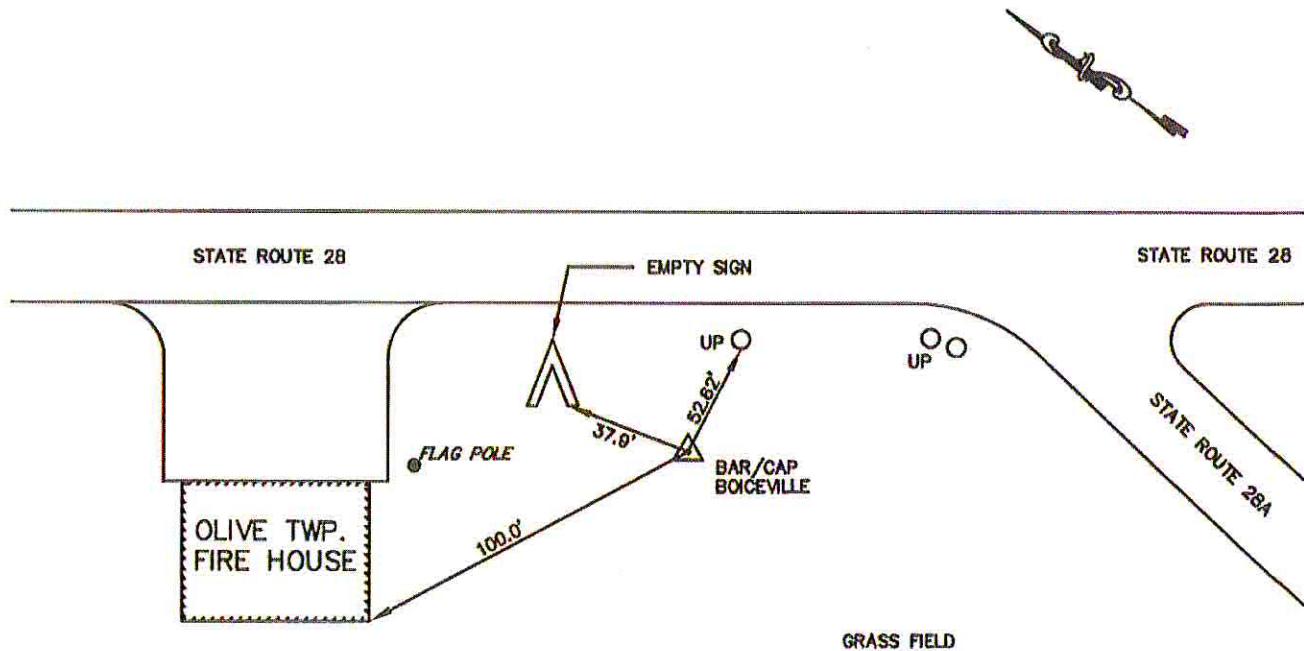 STATE ROUTE 28
EMPTY SIGN
STATE ROUTE 28
UP
UP
52.62'
37.9'
FLAG POLE
BAR/CAP
BOICEVILLE
STATE ROUTE 28A
100.0'
OLIVE TWP.
FIRE HOUSE
GRASS FIELD